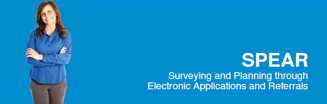 SPEAR
Surveying and Planning through
Electronic Applications and Referrals